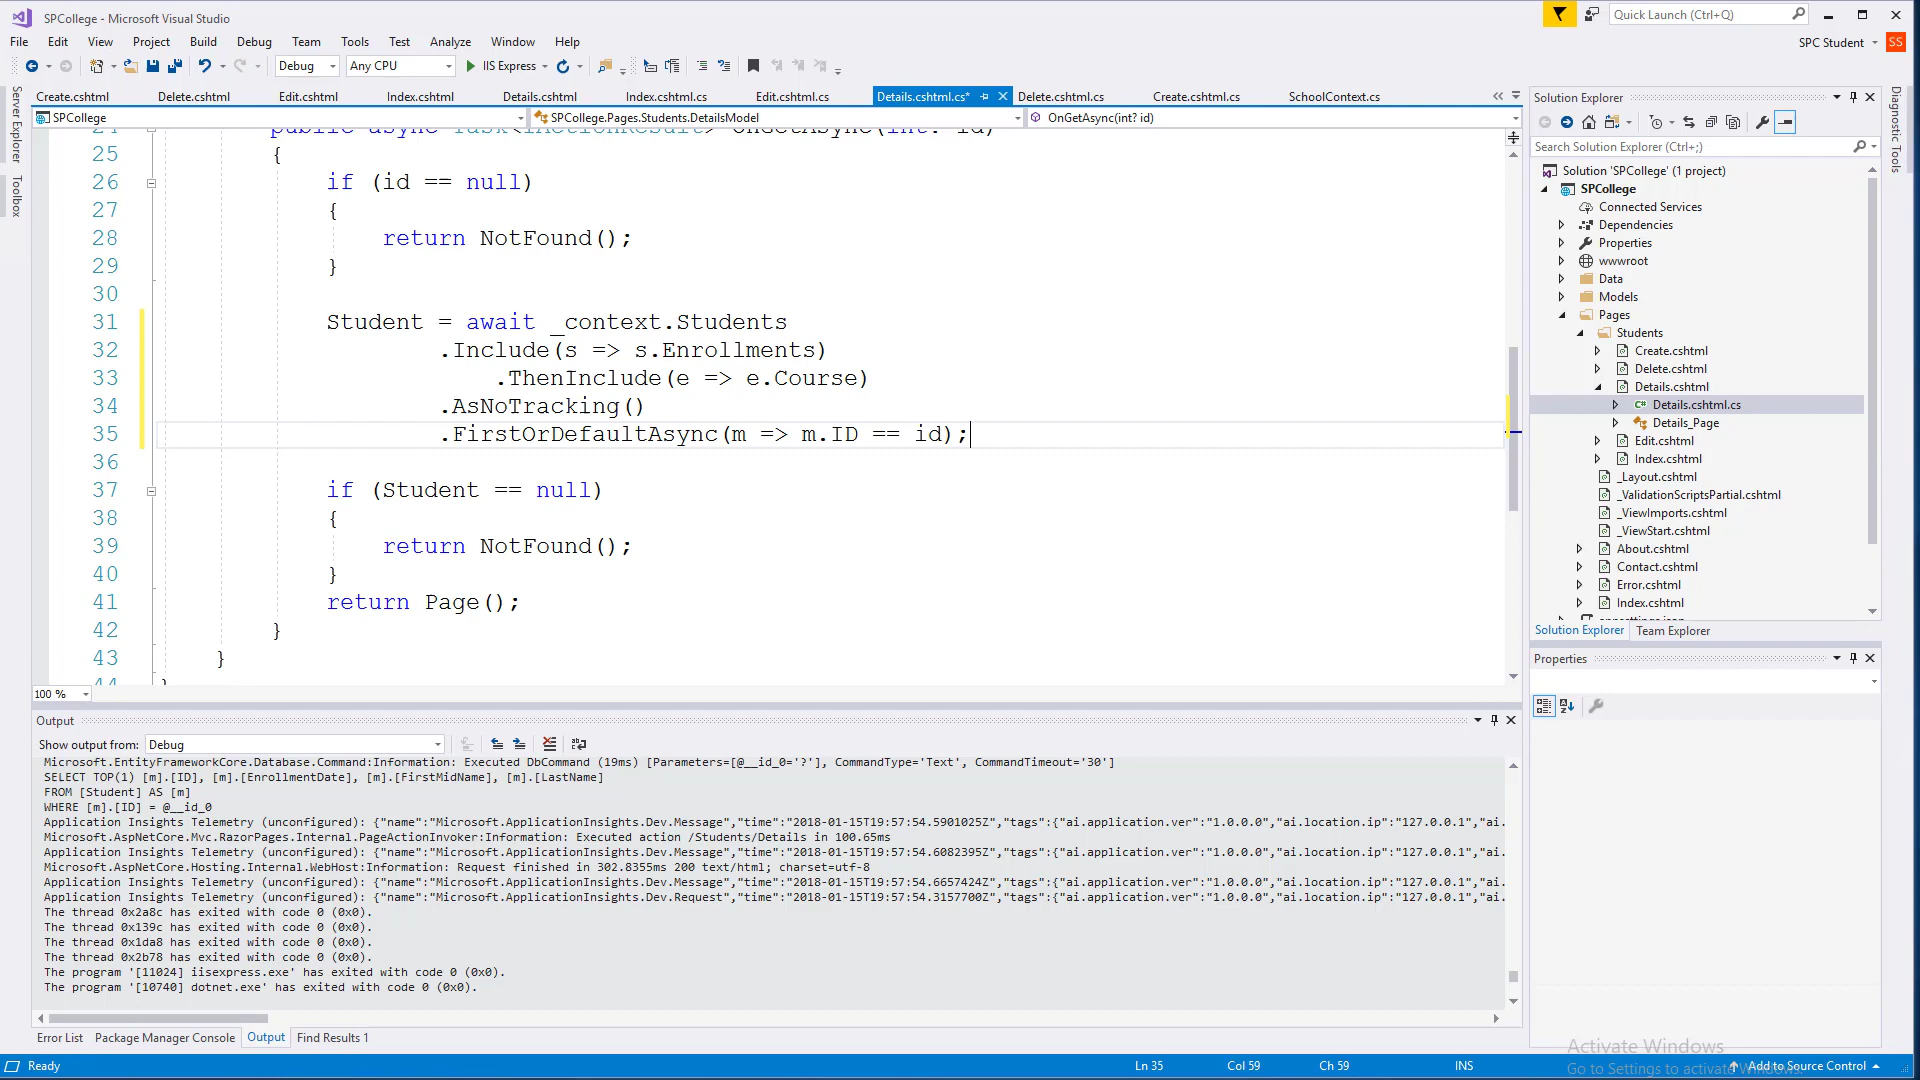 SPCollege - Microsoft Visual Studio
Quick Launch (Ctrl+Q)
File Edit View Project Build Debug Team Tools Test Analyze Window Help
SPC Student SS
Debug Any CPU IIS Express
Create.cshtml Delete.cshtml Edit.cshtml Index.cshtml Details.cshtml Index.cshtml.cs Edit.cshtml.cs Details.cshtml.cs* Delete.cshtml.cs Create.cshtml.cs SchoolContext.cs
SPCollege SPCollege.Pages.Students.DetailsModel OnGetAsync(int? id)
24 public async Task<IActionResult> OnGetAsync(int? id)
25 {
26 if (id == null)
27 {
28 return NotFound();
29 }
30
31 Student = await _context.Students
32 .Include(s => s.Enrollments)
33 .ThenInclude(e => e.Course)
34 .AsNoTracking()
35 .FirstOrDefaultAsync(m => m.ID == id);
36
37 if (Student == null)
38 {
39 return NotFound();
40 }
41 return Page();
42 }
43 }
44 }
100 %
Server Explorer
Toolbox
Output
Show output from: Debug
Microsoft.EntityFrameworkCore.Database.Command:Information: Executed DbCommand (19ms) [Parameters=[@__id_0='?'], CommandType='Text', CommandTimeout='30']
SELECT TOP(1) [m].[ID], [m].[EnrollmentDate], [m].[FirstMidName], [m].[LastName]
FROM [Student] AS [m]
WHERE [m].[ID] = @__id_0
Application Insights Telemetry (unconfigured): {"name":"Microsoft.ApplicationInsights.Dev.Message","time":"2018-01-15T19:57:54.5901025Z","tags":{"ai.application.ver":"1.0.0.0","ai.location.ip":"127.0.0.1","ai.
Microsoft.AspNetCore.Mvc.RazorPages.Internal.PageActionInvoker:Information: Executed action /Students/Details in 100.65ms
Application Insights Telemetry (unconfigured): {"name":"Microsoft.ApplicationInsights.Dev.Message","time":"2018-01-15T19:57:54.6082395Z","tags":{"ai.application.ver":"1.0.0.0","ai.location.ip":"127.0.0.1","ai.
Microsoft.AspNetCore.Hosting.Internal.WebHost:Information: Request finished in 302.8355ms 200 text/html; charset=utf-8
Application Insights Telemetry (unconfigured): {"name":"Microsoft.ApplicationInsights.Dev.Message","time":"2018-01-15T19:57:54.6657424Z","tags":{"ai.application.ver":"1.0.0.0","ai.location.ip":"127.0.0.1","ai.
Application Insights Telemetry (unconfigured): {"name":"Microsoft.ApplicationInsights.Dev.Request","time":"2018-01-15T19:57:54.3157700Z","tags":{"ai.application.ver":"1.0.0.0","ai.location.ip":"127.0.0.1","ai.
The thread 0x2a8c has exited with code 0 (0x0).
The thread 0x139c has exited with code 0 (0x0).
The thread 0x1da8 has exited with code 0 (0x0).
The thread 0x2b78 has exited with code 0 (0x0).
The program '[11024] iisexpress.exe' has exited with code 0 (0x0).
The program '[10740] dotnet.exe' has exited with code 0 (0x0).
Error List Package Manager Console Output Find Results 1
Solution Explorer
Search Solution Explorer (Ctrl+;)
Solution 'SPCollege' (1 project)
SPCollege
Connected Services
Dependencies
Properties
wwwroot
Data
Models
Pages
Students
Create.cshtml
Delete.cshtml
Details.cshtml
Details.cshtml.cs
Details_Page
Edit.cshtml
Index.cshtml
_Layout.cshtml
_ValidationScriptsPartial.cshtml
_ViewImports.cshtml
_ViewStart.cshtml
About.cshtml
Contact.cshtml
Error.cshtml
Index.cshtml
appsettings.json
Solution Explorer Team Explorer
Properties
Diagnostic Tools
Activate Windows
Go to Settings to activate Windows.
Ready Ln 35 Col 59 Ch 59 INS Add to Source Control